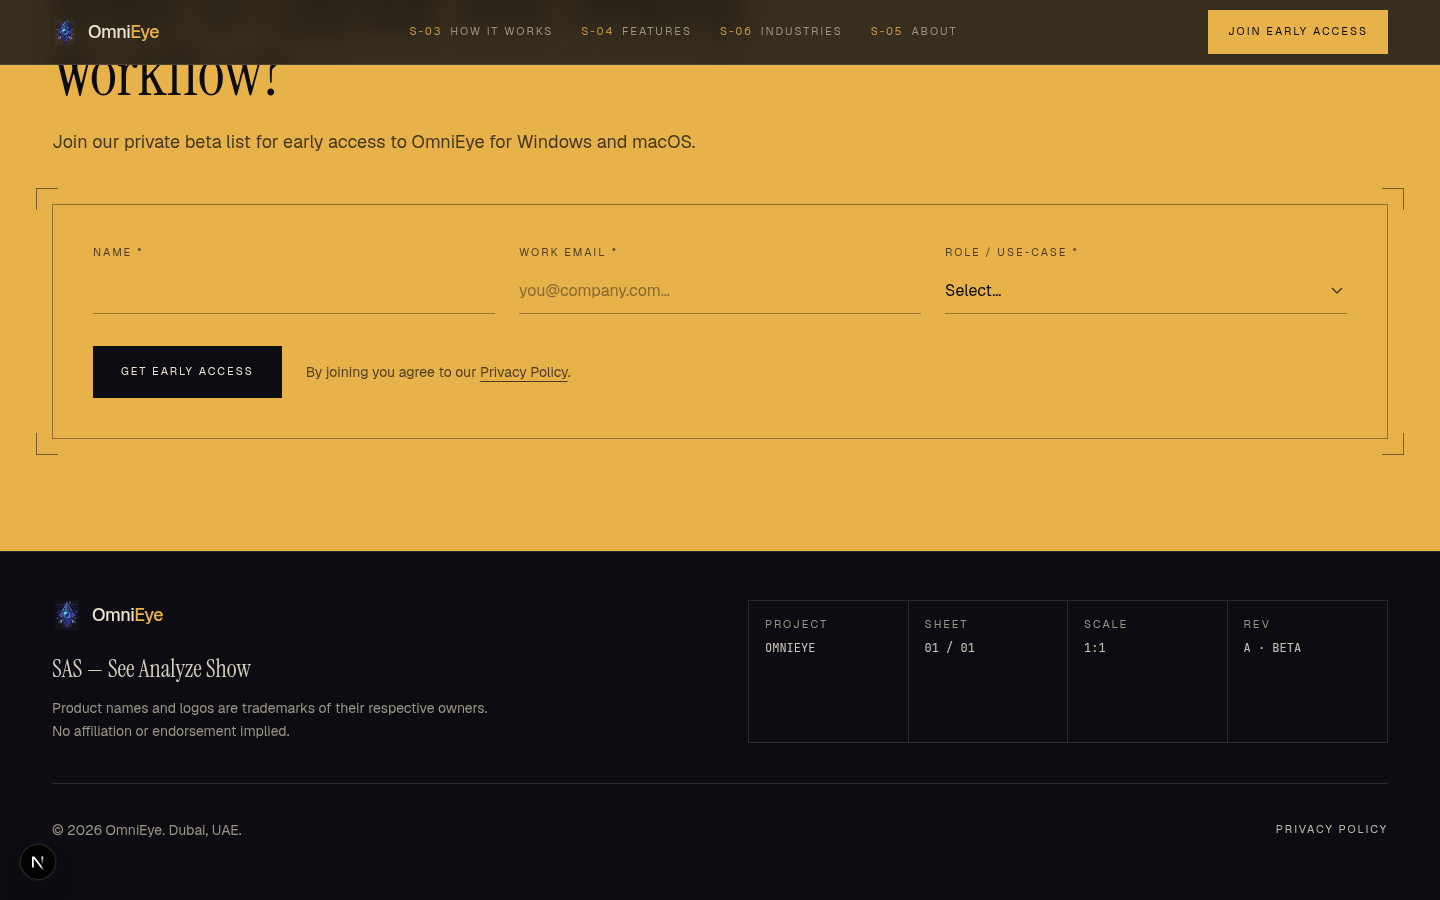 OmniEye
S-03 HOW IT WORKS
S-04 FEATURES
S-06 INDUSTRIES
S-05 ABOUT
JOIN EARLY ACCESS
workflow?
Join our private beta list for early access to OmniEye for Windows and macOS.
NAME *
WORK EMAIL *
ROLE / USE-CASE *
you@company.com…
Select…
GET EARLY ACCESS
By joining you agree to our Privacy Policy.
OmniEye
SAS — See Analyze Show
Product names and logos are trademarks of their respective owners.
No affiliation or endorsement implied.
PROJECT
OMNIEYE
SHEET
01 / 01
SCALE
1:1
REV
A · BETA
© 2026 OmniEye. Dubai, UAE.
PRIVACY POLICY
N